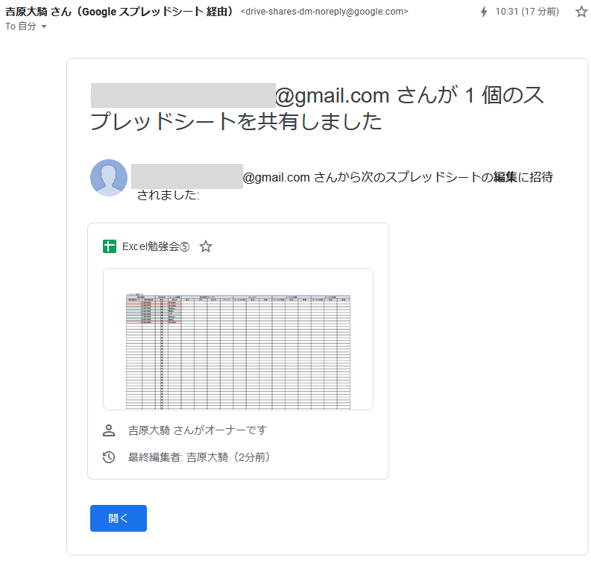 吉原大騎 さん（Google スプレッドシート 経由） <drive-shares-dm-noreply@google.com> 10:31 (17 分前)
To 自分
@gmail.com さんが 1 個のス
プレッドシートを共有しました
@gmail.com さんから次のスプレッドシートの編集に招待
されました:
Excel勉強会⑤
吉原大騎 さんがオーナーです
最終編集者: 吉原大騎（2分前）
開く